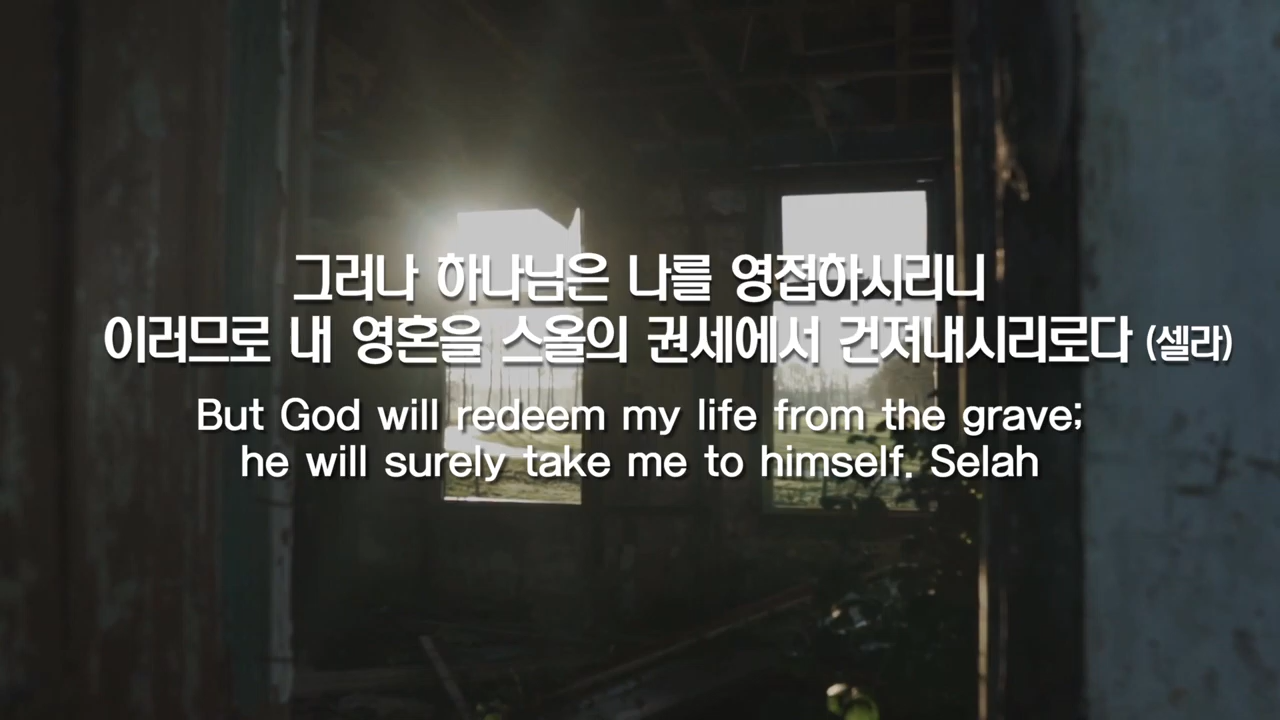 그러나 하나님은 나를 영접하시리니
이러므로 내 영혼을 스올의 권세에서 건져내시리로다 (셀라)
But God will redeem my life from the grave;
he will surely take me to himself. Selah